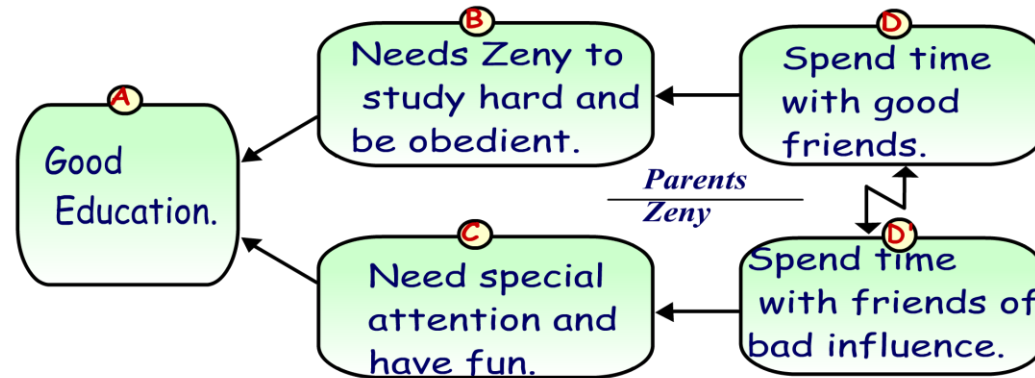 A
Good
Education.
B
Needs Zeny to
study hard and
be obedient.
D
Spend time
with good
friends.
Parents
Zeny
C
Need special
attention and
have fun.
D'
Spend time
with friends of
bad influence.